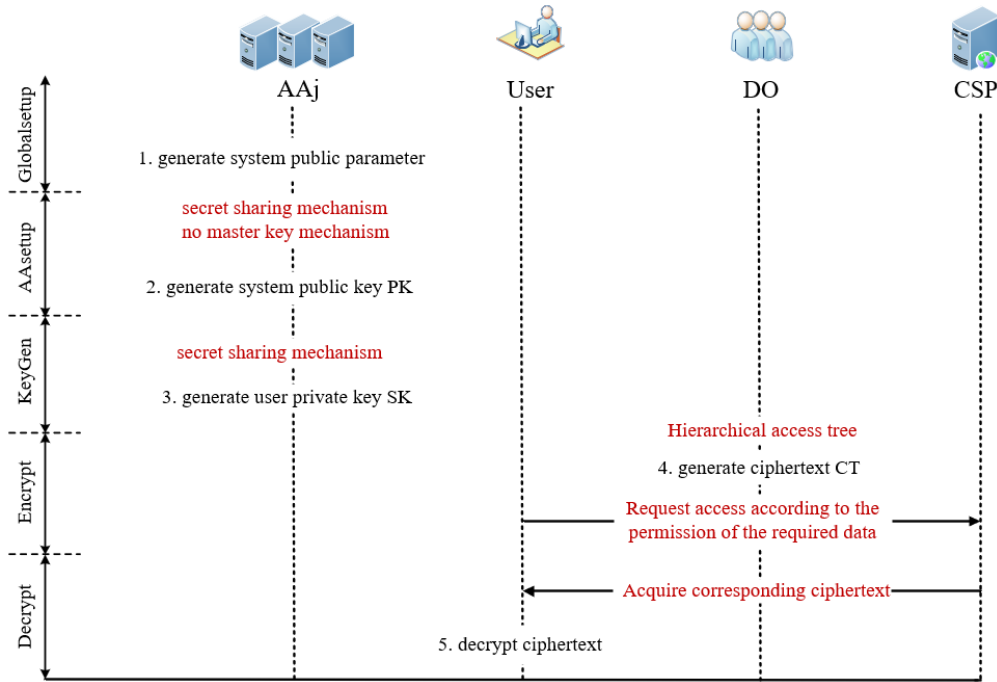 AAj
User
DO
CSP
Globalsetup
1. generate system public parameter
AAsetup
secret sharing mechanism
no master key mechanism
2. generate system public key PK
KeyGen
secret sharing mechanism
3. generate user private key SK
Encrypt
Hierarchical access tree
4. generate ciphertext CT
Request access according to the
permission of the required data
Decrypt
Acquire corresponding ciphertext
5. decrypt ciphertext